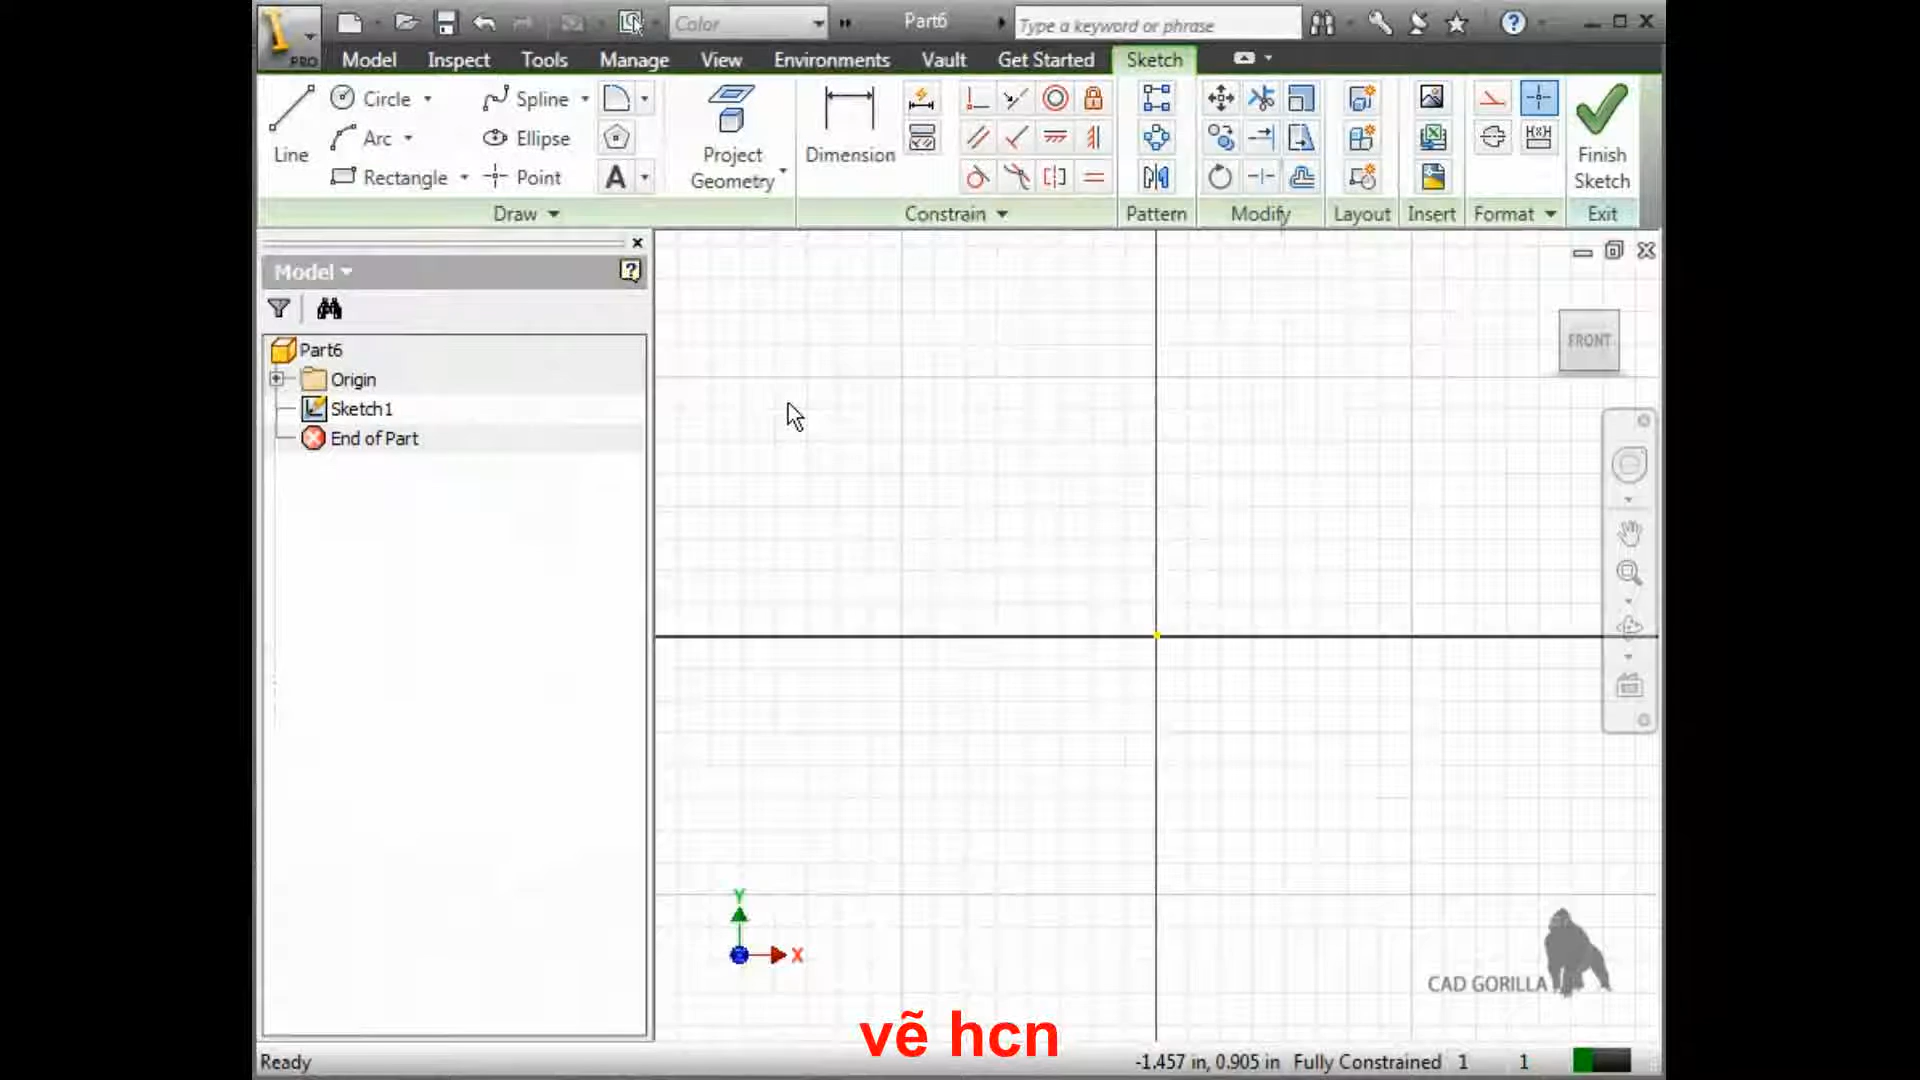 PRO
Color
Part6
Type a keyword or phrase
Model
Inspect
Tools
Manage
View
Environments
Vault
Get Started
Sketch
Line
Circle
Arc
Rectangle
Spline
Ellipse
Point
A
Project
Geometry
Dimension
Finish
Sketch
Draw
Constrain
Pattern
Modify
Layout
Insert
Format
Exit
Model
Part6
Origin
Sketch1
End of Part
FRONT
Y
X
CAD GORILLA
vẽ hcn
Ready
-1.457 in, 0.905 in Fully Constrained 1 1